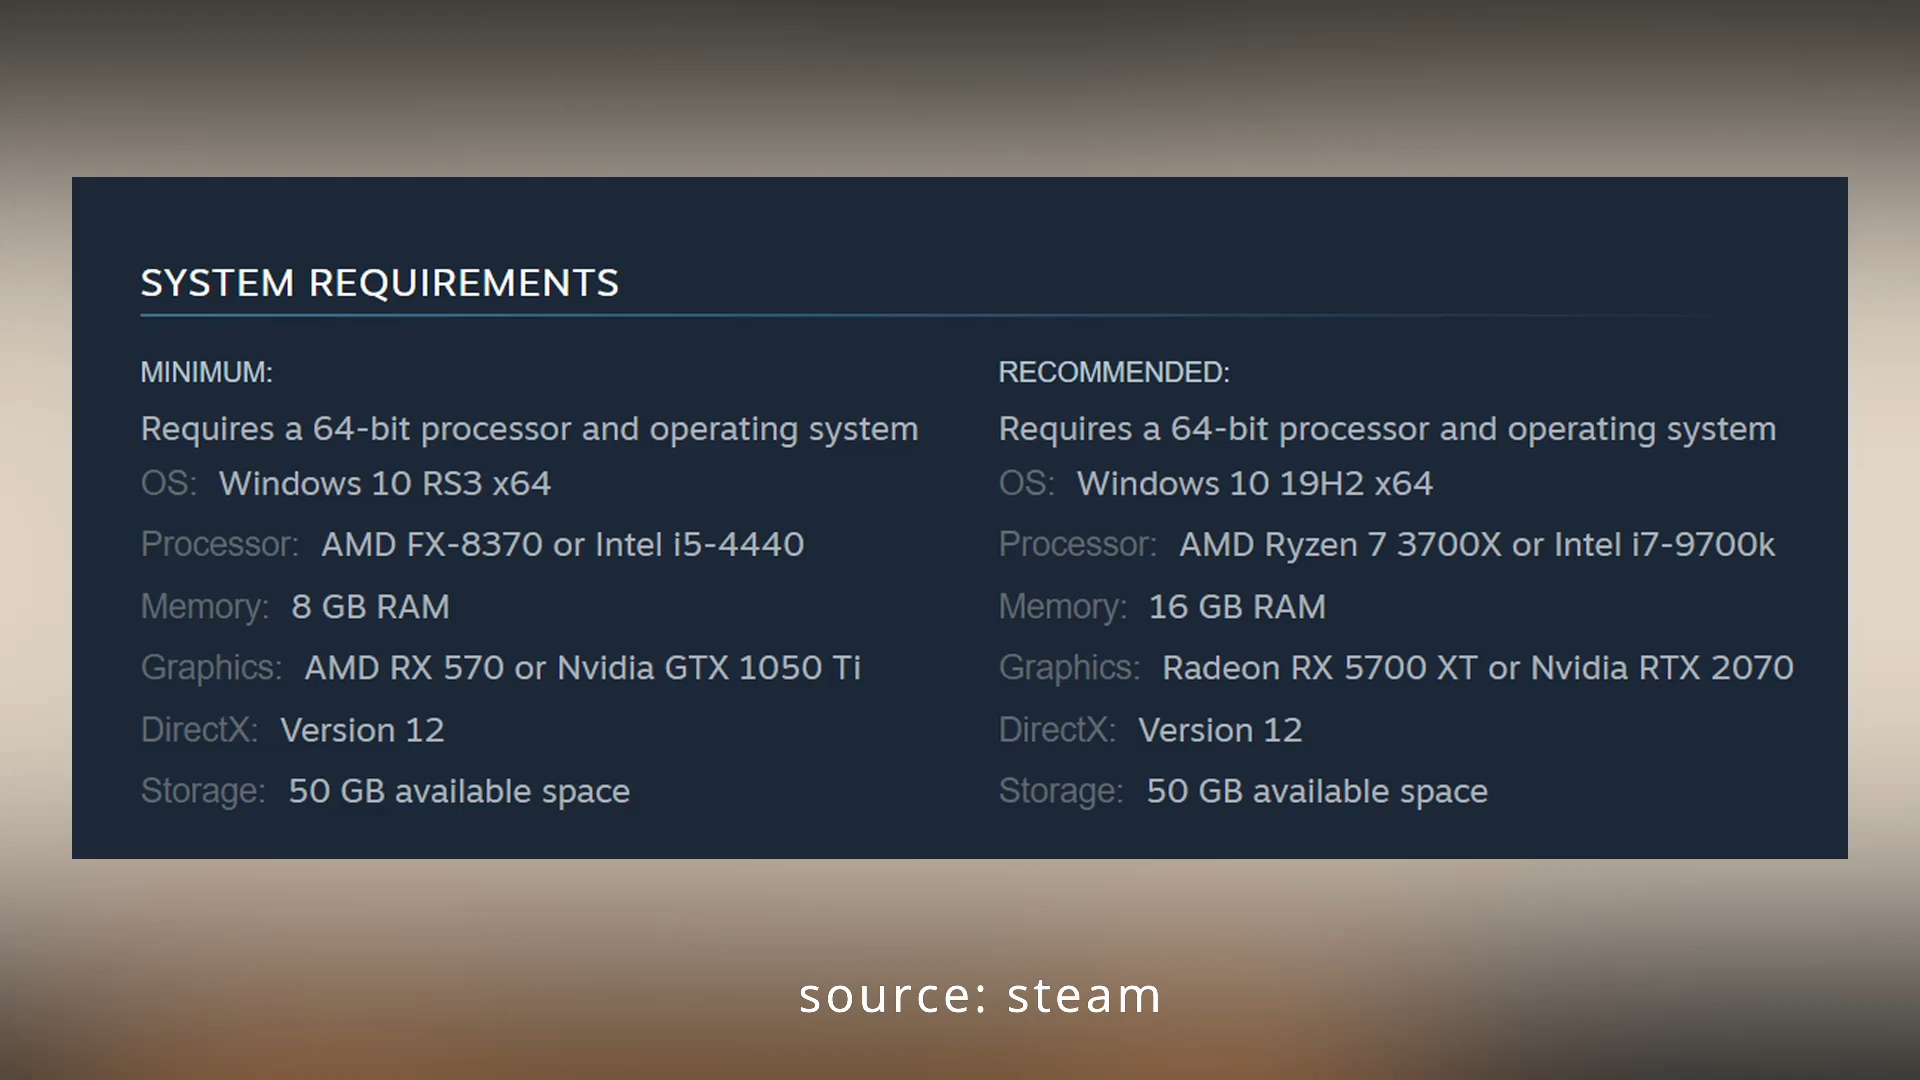 SYSTEM REQUIREMENTS
MINIMUM:
Requires a 64-bit processor and operating system
OS: Windows 10 RS3 x64
Processor: AMD FX-8370 or Intel i5-4440
Memory: 8 GB RAM
Graphics: AMD RX 570 or Nvidia GTX 1050 Ti
DirectX: Version 12
Storage: 50 GB available space
RECOMMENDED:
Requires a 64-bit processor and operating system
OS: Windows 10 19H2 x64
Processor: AMD Ryzen 7 3700X or Intel i7-9700k
Memory: 16 GB RAM
Graphics: Radeon RX 5700 XT or Nvidia RTX 2070
DirectX: Version 12
Storage: 50 GB available space
source: steam